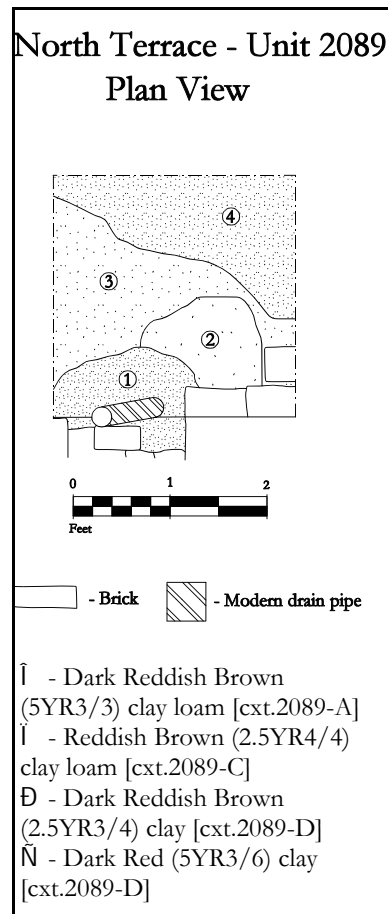 North Terrace - Unit 2089
Plan View
④
③
②
①
0 1 2
Feet
- Brick
- Modern drain pipe
Î - Dark Reddish Brown
(5YR3/3) clay loam [cxt.2089-A]
Ï - Reddish Brown (2.5YR4/4)
clay loam [cxt.2089-C]
Ð - Dark Reddish Brown
(2.5YR3/4) clay [cxt.2089-D]
Ñ - Dark Red (5YR3/6) clay
[cxt.2089-D]